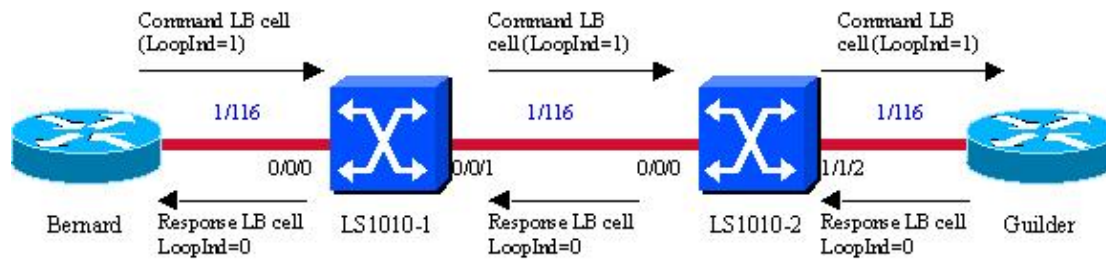 Command LB cell
(LoopInd=1)
Command LB
cell (LoopInd=1)
Command LB
cell (LoopInd=1)
1/116
1/116
1/116
0/0/0
0/0/1
0/0/0
1/1/2
Bernard
Response LB cell
LoopInd=0
LS1010-1
Response LB cell
LoopInd=0
LS1010-2
Response LB cell
LoopInd=0
Guilder